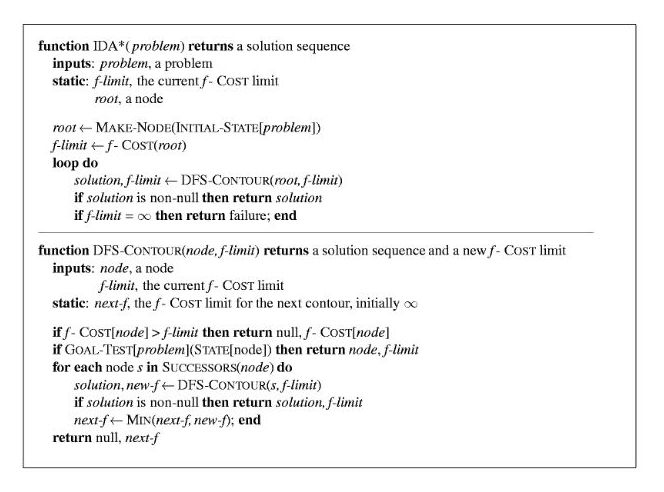 function IDA*( problem) returns a solution sequence
inputs: problem, a problem
static: f-limit, the current f - COST limit
root, a node
root ← MAKE-NODE(INITIAL-STATE[problem])
f-limit ← f - COST(root)
loop do
solution, f-limit ← DFS-CONTOUR(root, f-limit)
if solution is non-null then return solution
if f-limit = ∞ then return failure; end
function DFS-CONTOUR(node, f-limit) returns a solution sequence and a new f - COST limit
inputs: node, a node
f-limit, the current f - COST limit
static: next-f, the f - COST limit for the next contour, initially ∞
if f - COST[node] > f-limit then return null, f - COST[node]
if GOAL-TEST[problem](STATE[node]) then return node, f-limit
for each node s in SUCCESSORS(node) do
solution, new-f ← DFS-CONTOUR(s, f-limit)
if solution is non-null then return solution, f-limit
next-f ← MIN(next-f, new-f); end
return null, next-f